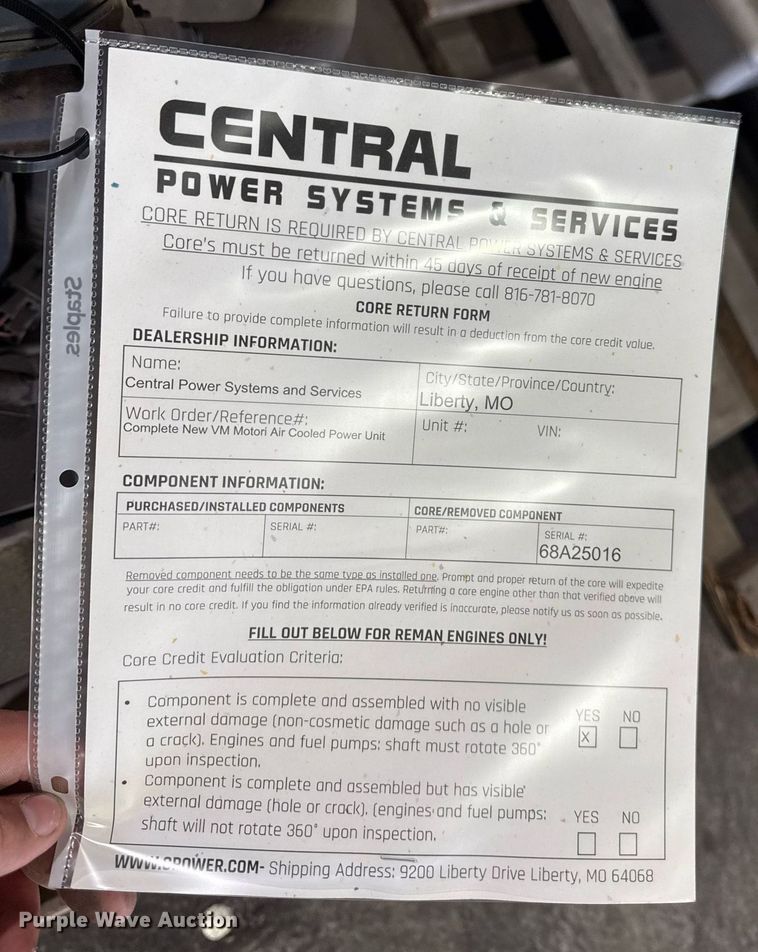 CENTRAL
POWER SYSTEMS & SERVICES
CORE RETURN IS REQUIRED BY CENTRAL POWER SYSTEMS & SERVICES
Core's must be returned within 45 days of receipt of new engine
If you have questions, please call 816-781-8070
CORE RETURN FORM
Failure to provide complete information will result in a deduction from the core credit value.
DEALERSHIP INFORMATION:
Name:
Central Power Systems and Services
City/State/Province/Country:
Liberty, MO
Work Order/Reference#:
Complete New VM Motori Air Cooled Power Unit
Unit #: VIN:
COMPONENT INFORMATION:
PURCHASED/INSTALLED COMPONENTS CORE/REMOVED COMPONENT
PART#: SERIAL #: PART#: SERIAL #:
68A25016
Removed component needs to be the same type as installed one. Prompt and proper return of the core will expedite
your core credit and fulfill the obligation under EPA rules. Returning a core engine other than that verified above will
result in no core credit. If you find the information already verified is inaccurate, please notify us as soon as possible.
FILL OUT BELOW FOR REMAN ENGINES ONLY!
Core Credit Evaluation Criteria:
• Component is complete and assembled with no visible
external damage (non-cosmetic damage such as a hole or
a crack). Engines and fuel pumps: shaft must rotate 360°
upon inspection.
YES NO
X
• Component is complete and assembled but has visible
external damage (hole or crack). (engines and fuel pumps:
shaft will not rotate 360° upon inspection.
YES NO
WWW.CPOWER.COM- Shipping Address: 9200 Liberty Drive Liberty, MO 64068
Staples
Purple Wave Auction